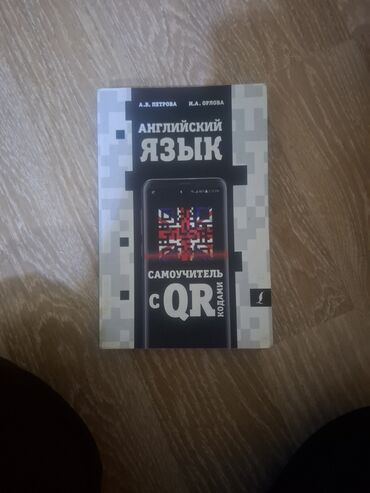 А.В. ПЕТРОВА И.А. ОРЛОВА
АНГЛИЙСКИЙ
ЯЗЫК
САМОУЧИТЕЛЬ
С QR
КОДАМИ